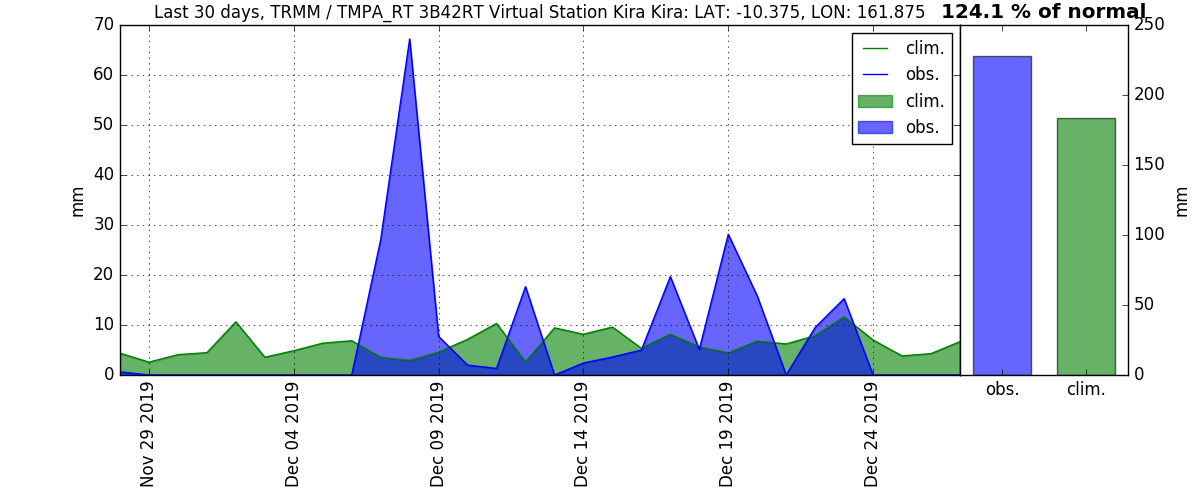 Last 30 days, TRMM / TMPA_RT 3B42RT Virtual Station Kira Kira: LAT: -10.375, LON: 161.875
124.1 % of normal
70
60
50
40
30
20
10
0
mm
clim.
obs.
clim.
obs.
Nov 29 2019
Dec 04 2019
Dec 09 2019
Dec 14 2019
Dec 19 2019
Dec 24 2019
250
200
150
100
50
0
mm
obs.
clim.